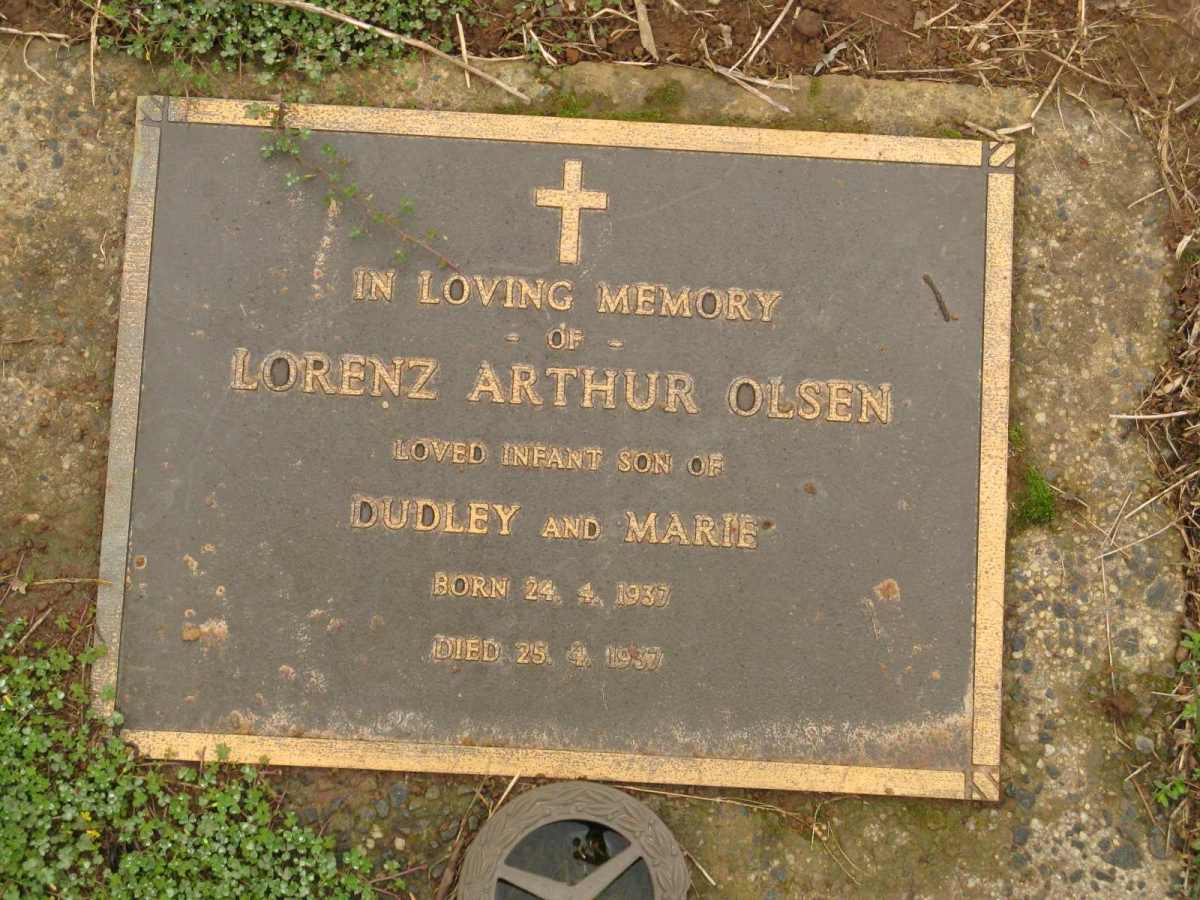 IN LOVING MEMORY
- OF -
LORENZ ARTHUR OLSEN
LOVED INFANT SON OF
DUDLEY AND MARIE
BORN 24. 4. 1937
DIED 25. 4. 1937